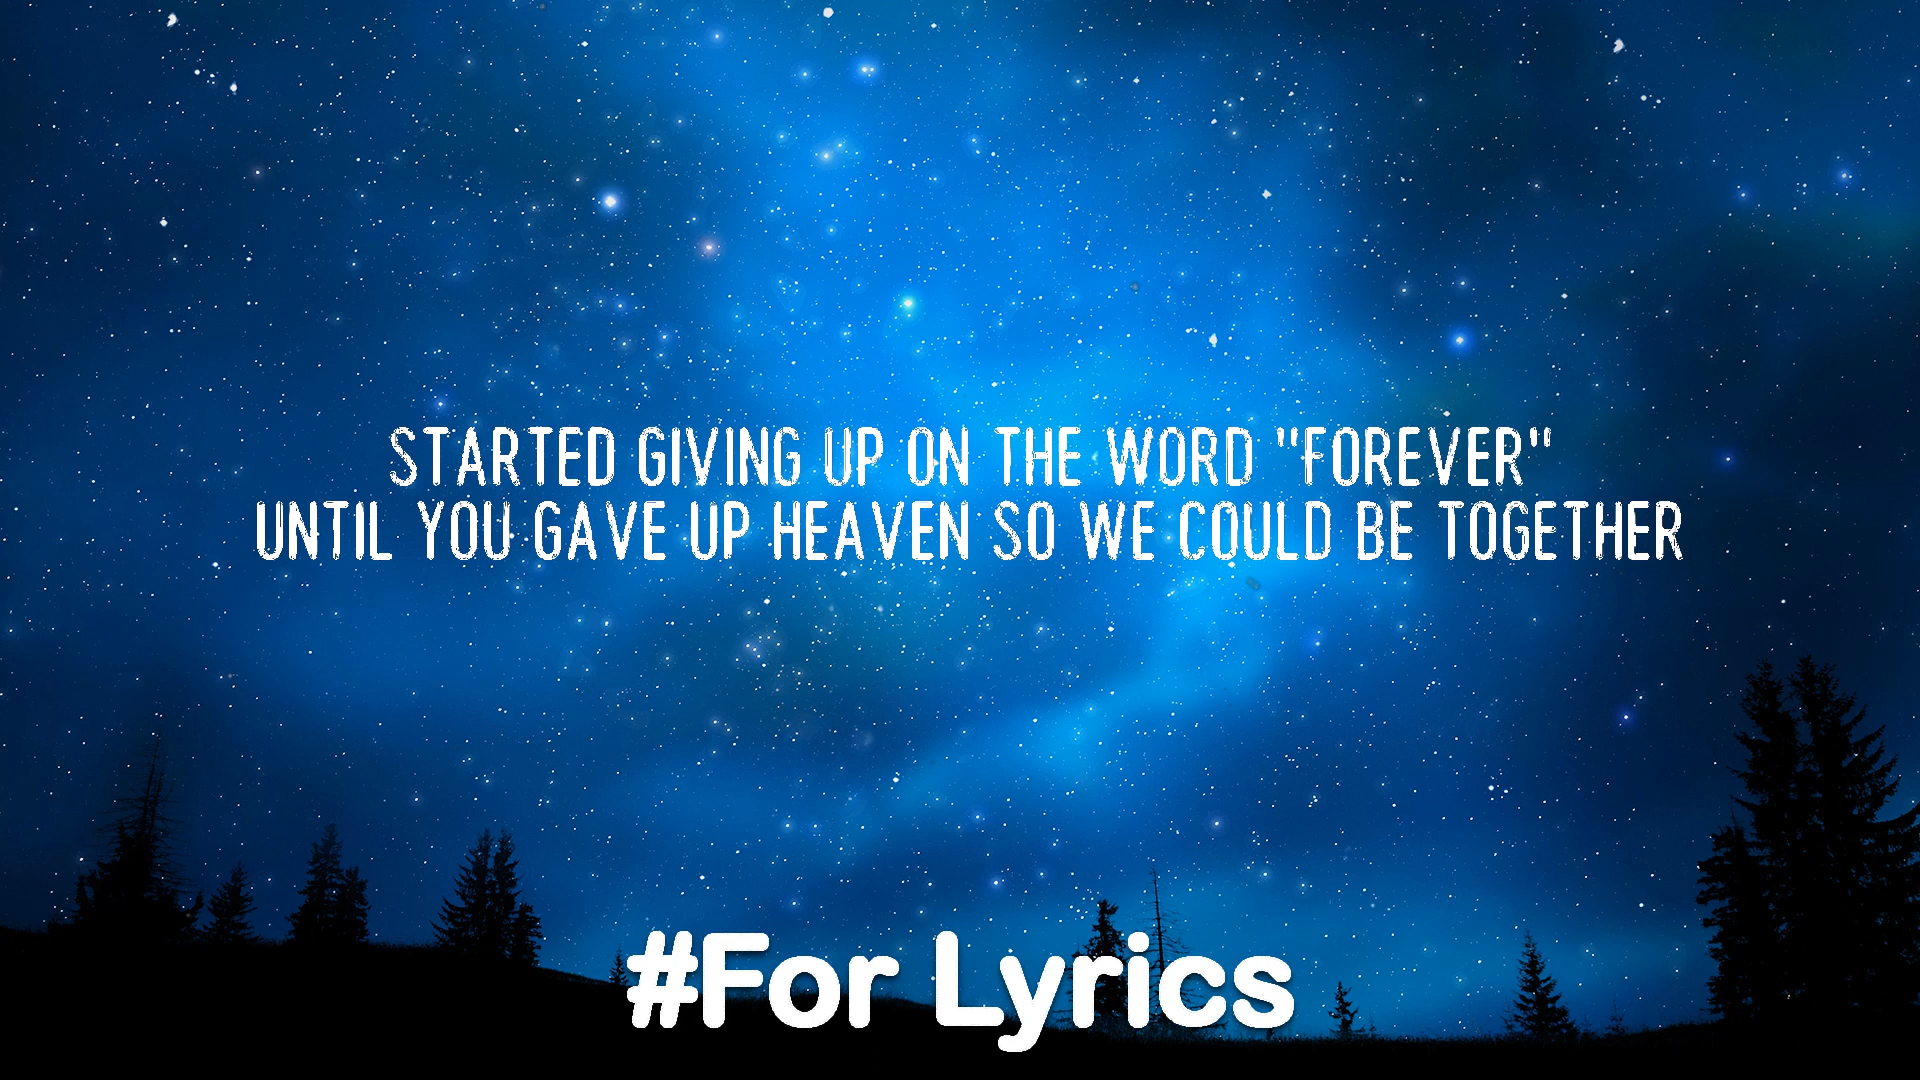 STARTED GIVING UP ON THE WORD "FOREVER"
UNTIL YOU GAVE UP HEAVEN SO WE COULD BE TOGETHER
#For Lyrics